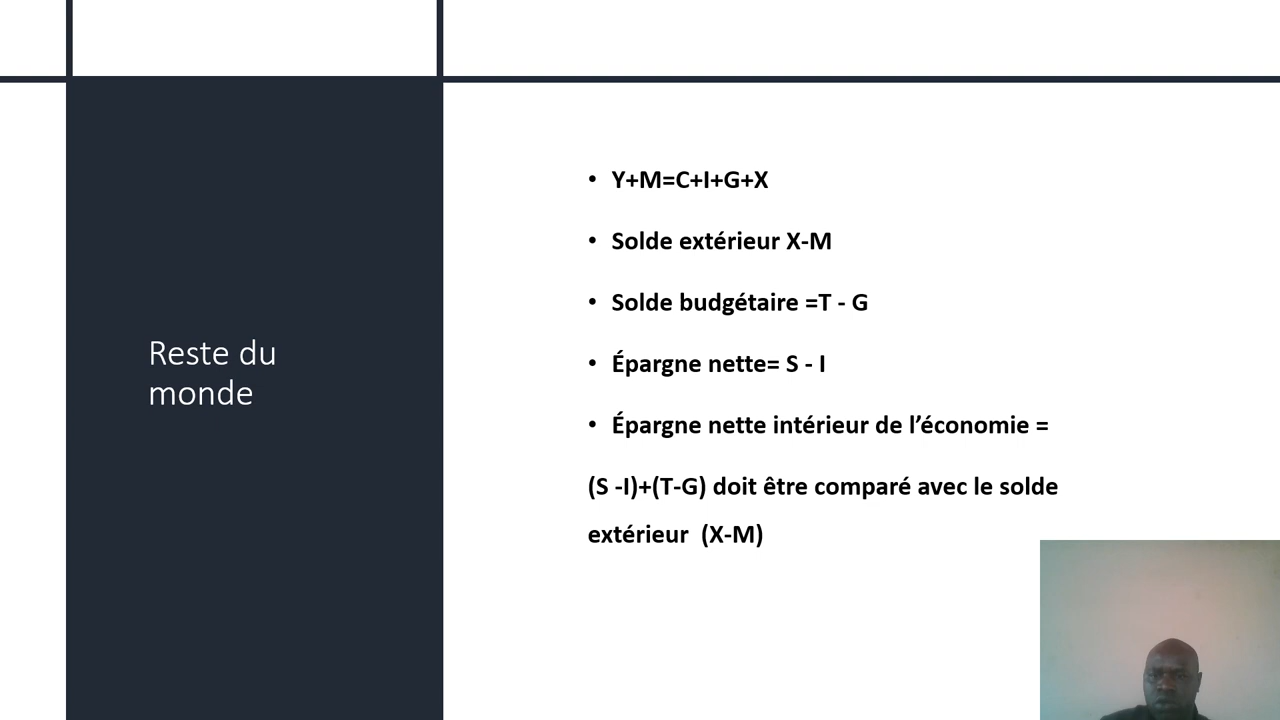 Reste du
monde
• Y+M=C+I+G+X
• Solde extérieur X-M
• Solde budgétaire =T - G
• Épargne nette= S - I
• Épargne nette intérieur de l’économie =
(S -I)+(T-G) doit être comparé avec le solde
extérieur (X-M)